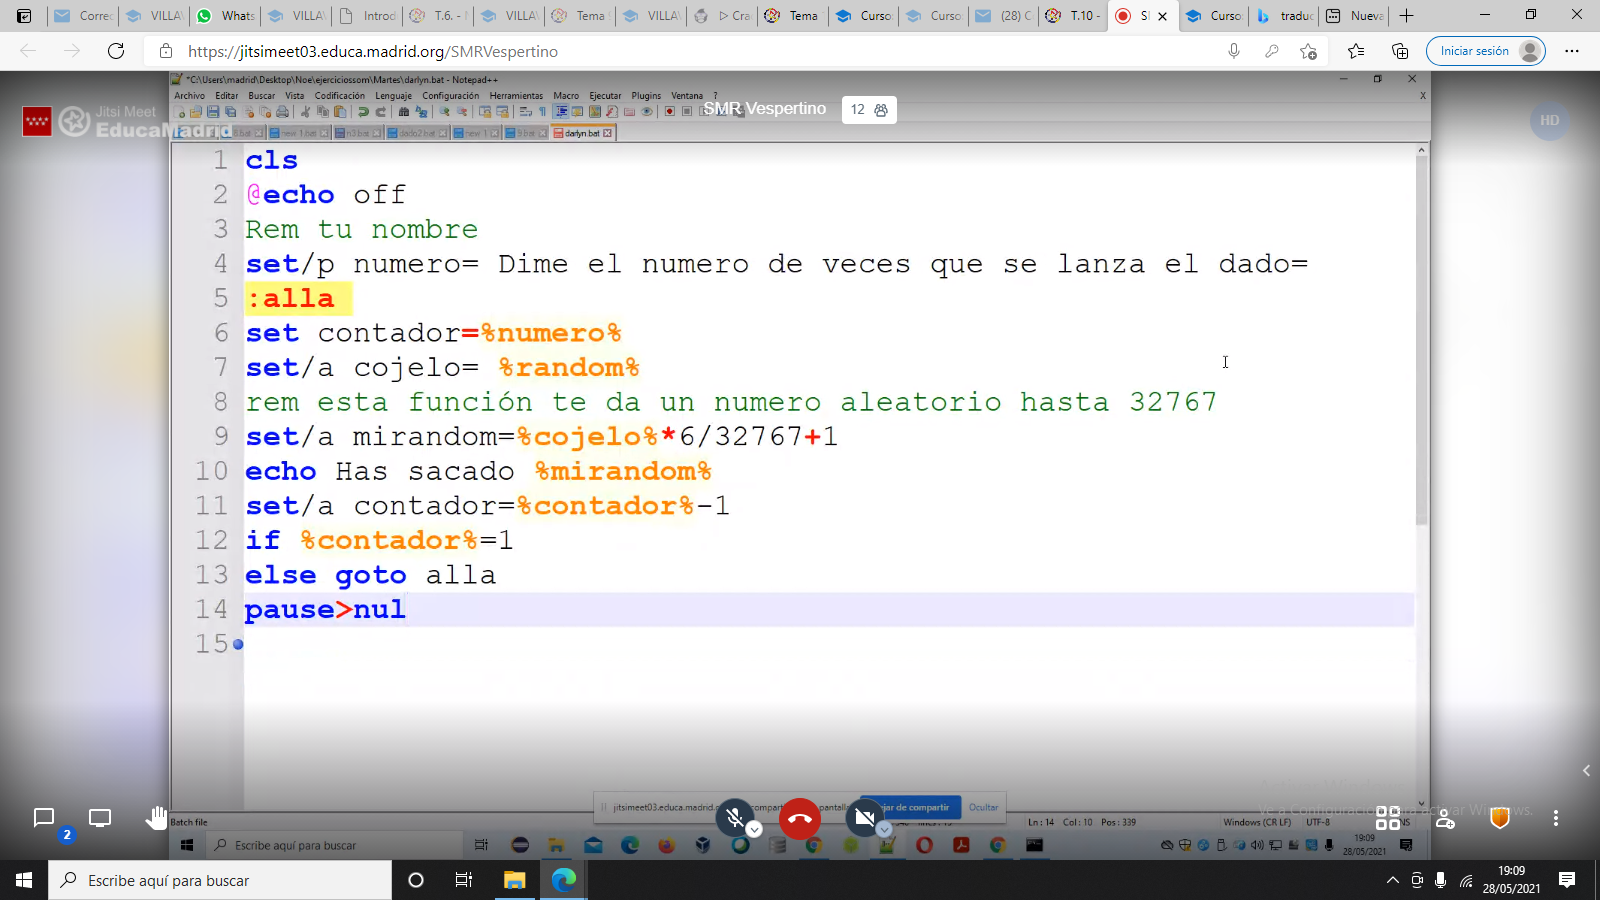 Correc
VILLAV
Whats
VILLAV
Introd
T.6. -
VILLAV
Tema
VILLAV
Crac
Tema
Curso:
Curso:
(28) C
T.10 -
Curso:
traduc
Nueva
https://jitsimeet03.educa.madrid.org/SMRVespertino
Iniciar sesión
*C:\Users\madrid\Desktop\Noe\ejerciciossom\Martes\darlyn.bat - Notepad++
Archivo Editar Buscar Vista Codificación Lenguaje Configuración Herramientas Macro Ejecutar Plugins Ventana ? X
Jitsi Meet
EducaMadrid
SMR Vespertino
12
HD
8.bat new 1.bat n3.bat dado2.bat new 1 9.bat darlyn.bat
1 cls
2 @echo off
3 Rem tu nombre
4 set/p numero= Dime el numero de veces que se lanza el dado=
5 :alla
6 set contador=%numero%
7 set/a cojelo= %random%
8 rem esta función te da un numero aleatorio hasta 32767
9 set/a mirandom=%cojelo%*6/32767+1
10 echo Has sacado %mirandom%
11 set/a contador=%contador%-1
12 if %contador%=1
13 else goto alla
14 pause>nul
15
jitsimeet03.educa.madrid.
pantalla
jar de compartir
Ocultar
Ve a Configuración para activar Windows.
2
Batch file
Ln : 14 Col : 10 Pos : 339
Windows (CR LF)
UTF-8
INS
Escribe aquí para buscar
19:09
28/05/2021
Escribe aquí para buscar
19:09
28/05/2021